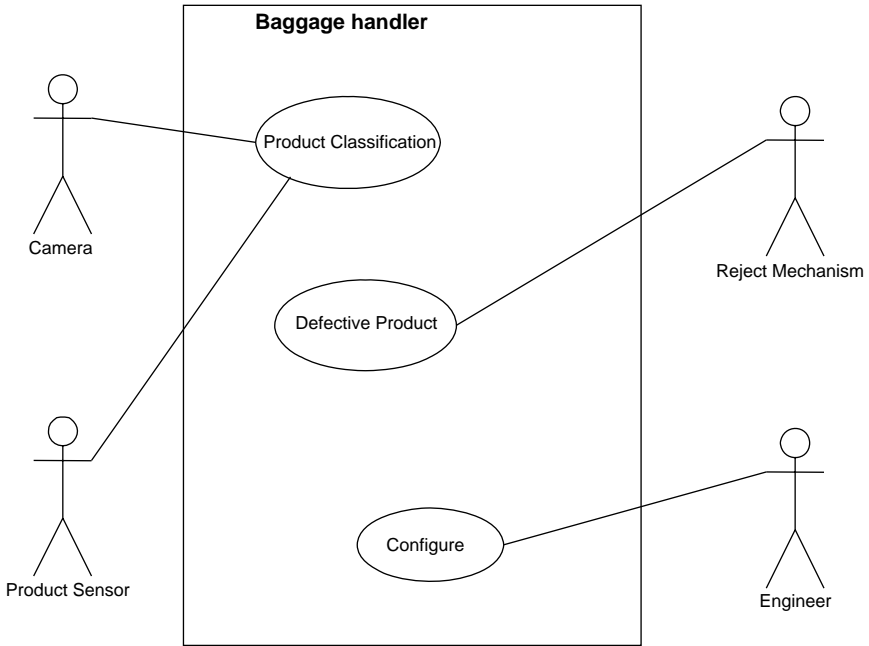 Baggage handler
Product Classification
Camera
Reject Mechanism
Defective Product
Configure
Product Sensor
Engineer